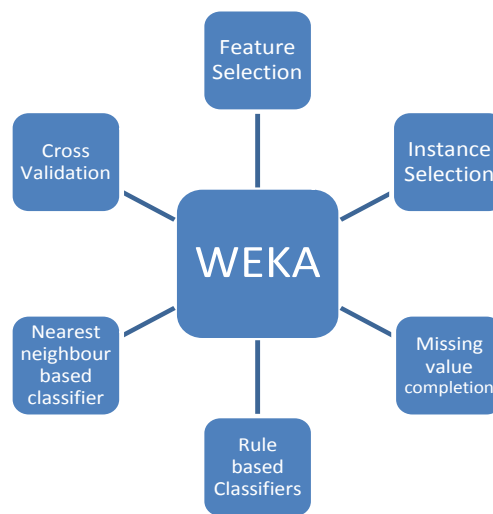 Feature
Selection
Cross
Validation
Instance
Selection
WEKA
Nearest
neighbour
based
classifier
Missing
value
completion
Rule
based
Classifiers